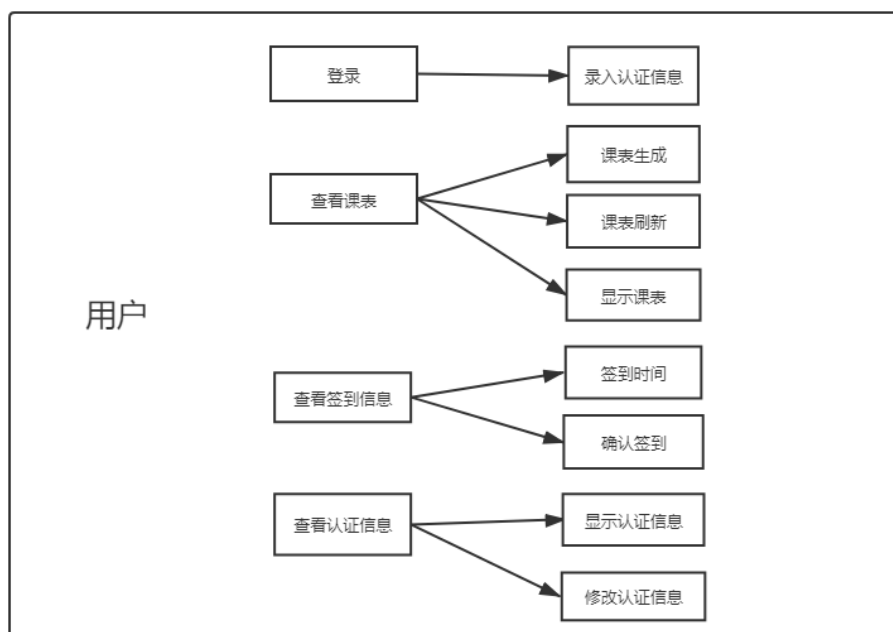 登录
录入认证信息
课表生成
查看课表
课表刷新
显示课表
用户
签到时间
查看签到信息
确认签到
显示认证信息
查看认证信息
修改认证信息